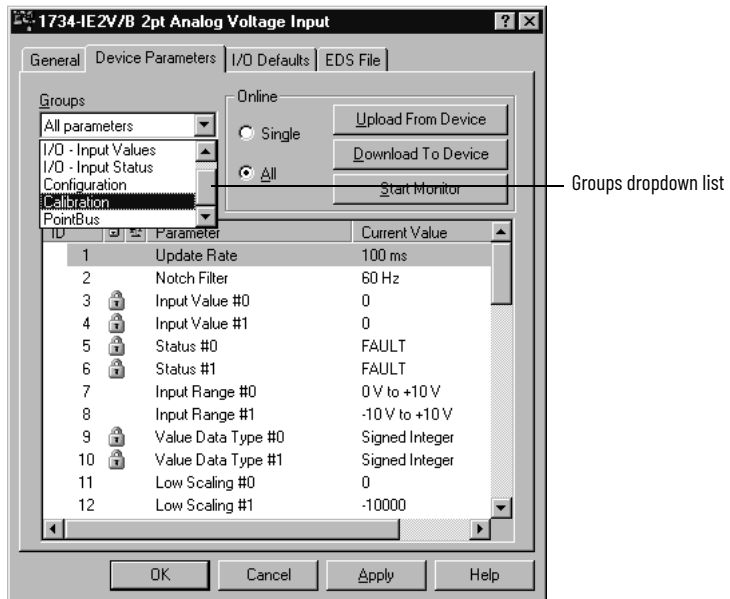 1734-IE2V/B 2pt Analog Voltage Input
General Device Parameters I/O Defaults EDS File
Groups
All parameters
I/O - Input Values
I/O - Input Status
Configuration
Calibration
PointBus
Online
Single
All
Upload From Device
Download To Device
Start Monitor
Groups dropdown list
ID Parameter Current Value
1 Update Rate 100 ms
2 Notch Filter 60 Hz
3 Input Value #0 0
4 Input Value #1 0
5 Status #0 FAULT
6 Status #1 FAULT
7 Input Range #0 0 V to +10 V
8 Input Range #1 -10 V to +10 V
9 Value Data Type #0 Signed Integer
10 Value Data Type #1 Signed Integer
11 Low Scaling #0 0
12 Low Scaling #1 -10000
OK Cancel Apply Help